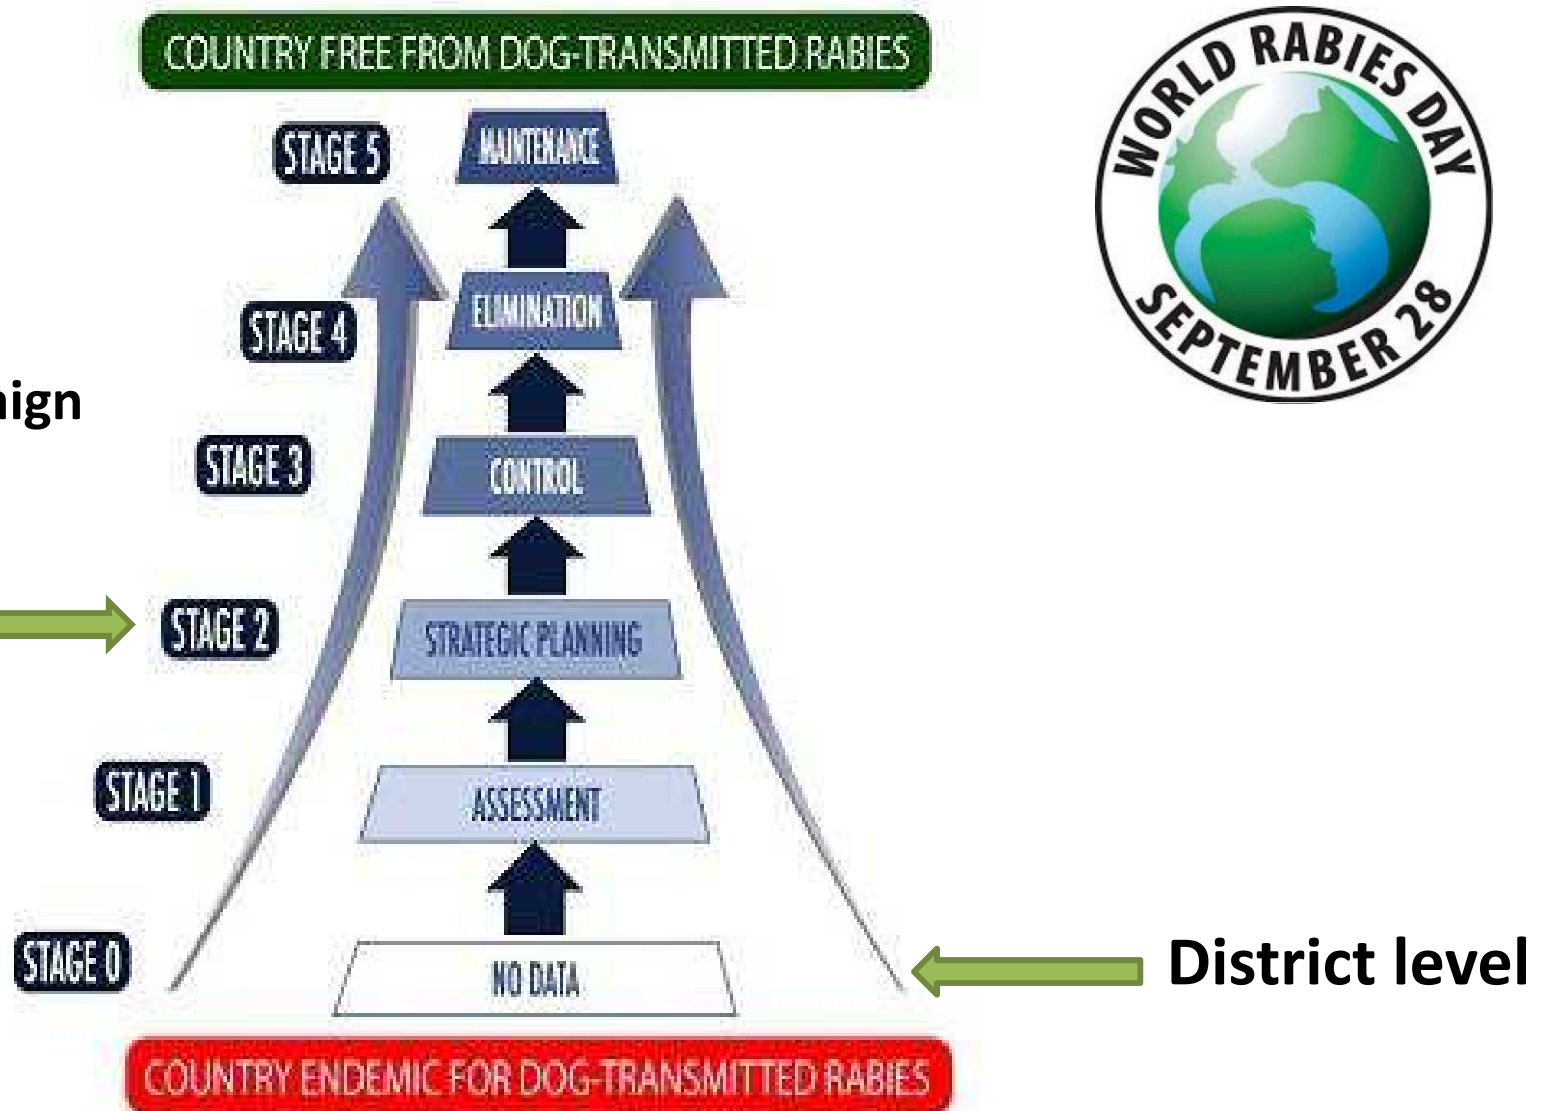 COUNTRY FREE FROM DOG-TRANSMITTED RABIES
WORLD RABIES DAY
SEPTEMBER 28
STAGE 5
MAINTENANCE
STAGE 4
ELIMINATION
STAGE 3
CONTROL
STAGE 2
STRATEGIC PLANNING
STAGE 1
ASSESSMENT
STAGE 0
NO DATA
District level
COUNTRY ENDEMIC FOR DOG-TRANSMITTED RABIES